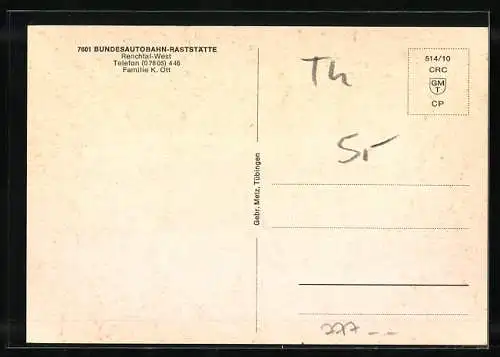 7601 BUNDESAUTOBAHN-RASTSTÄTTE
Renchtal-West
Telefon (07805) 446
Familie K. Ott
Gebr. Metz, Tübingen
514/10
CRC
GM
T.
CP
Th